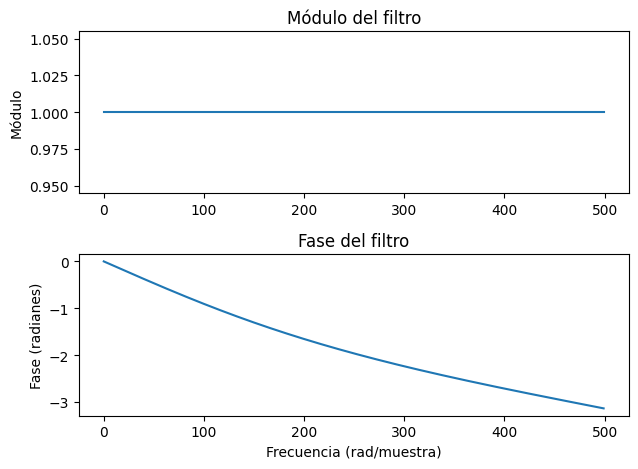 Módulo del filtro
1.050
1.025
1.000
0.975
0.950
Módulo
0 100 200 300 400 500
Fase del filtro
0
−1
−2
−3
Fase (radianes)
0 100 200 300 400 500
Frecuencia (rad/muestra)